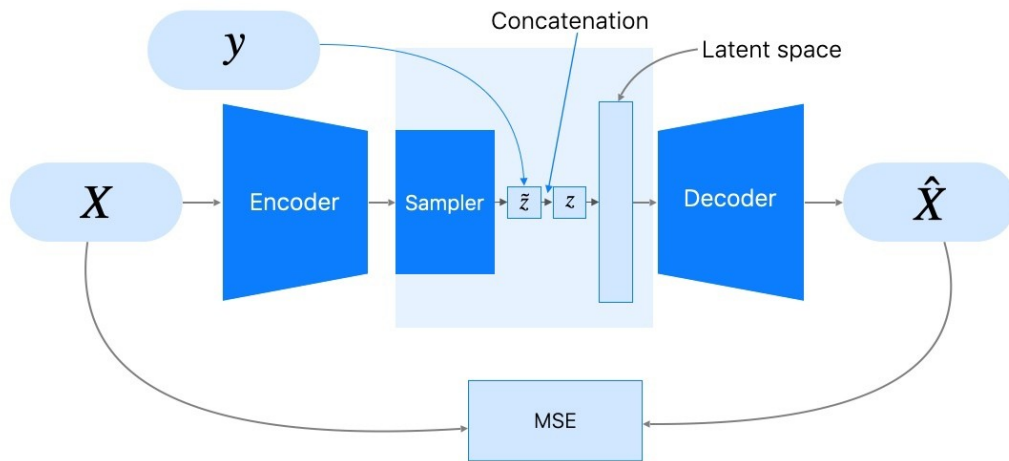 Concatenation
y
Latent space
X
Encoder
Sampler
z̃
z
Decoder
X̂
MSE